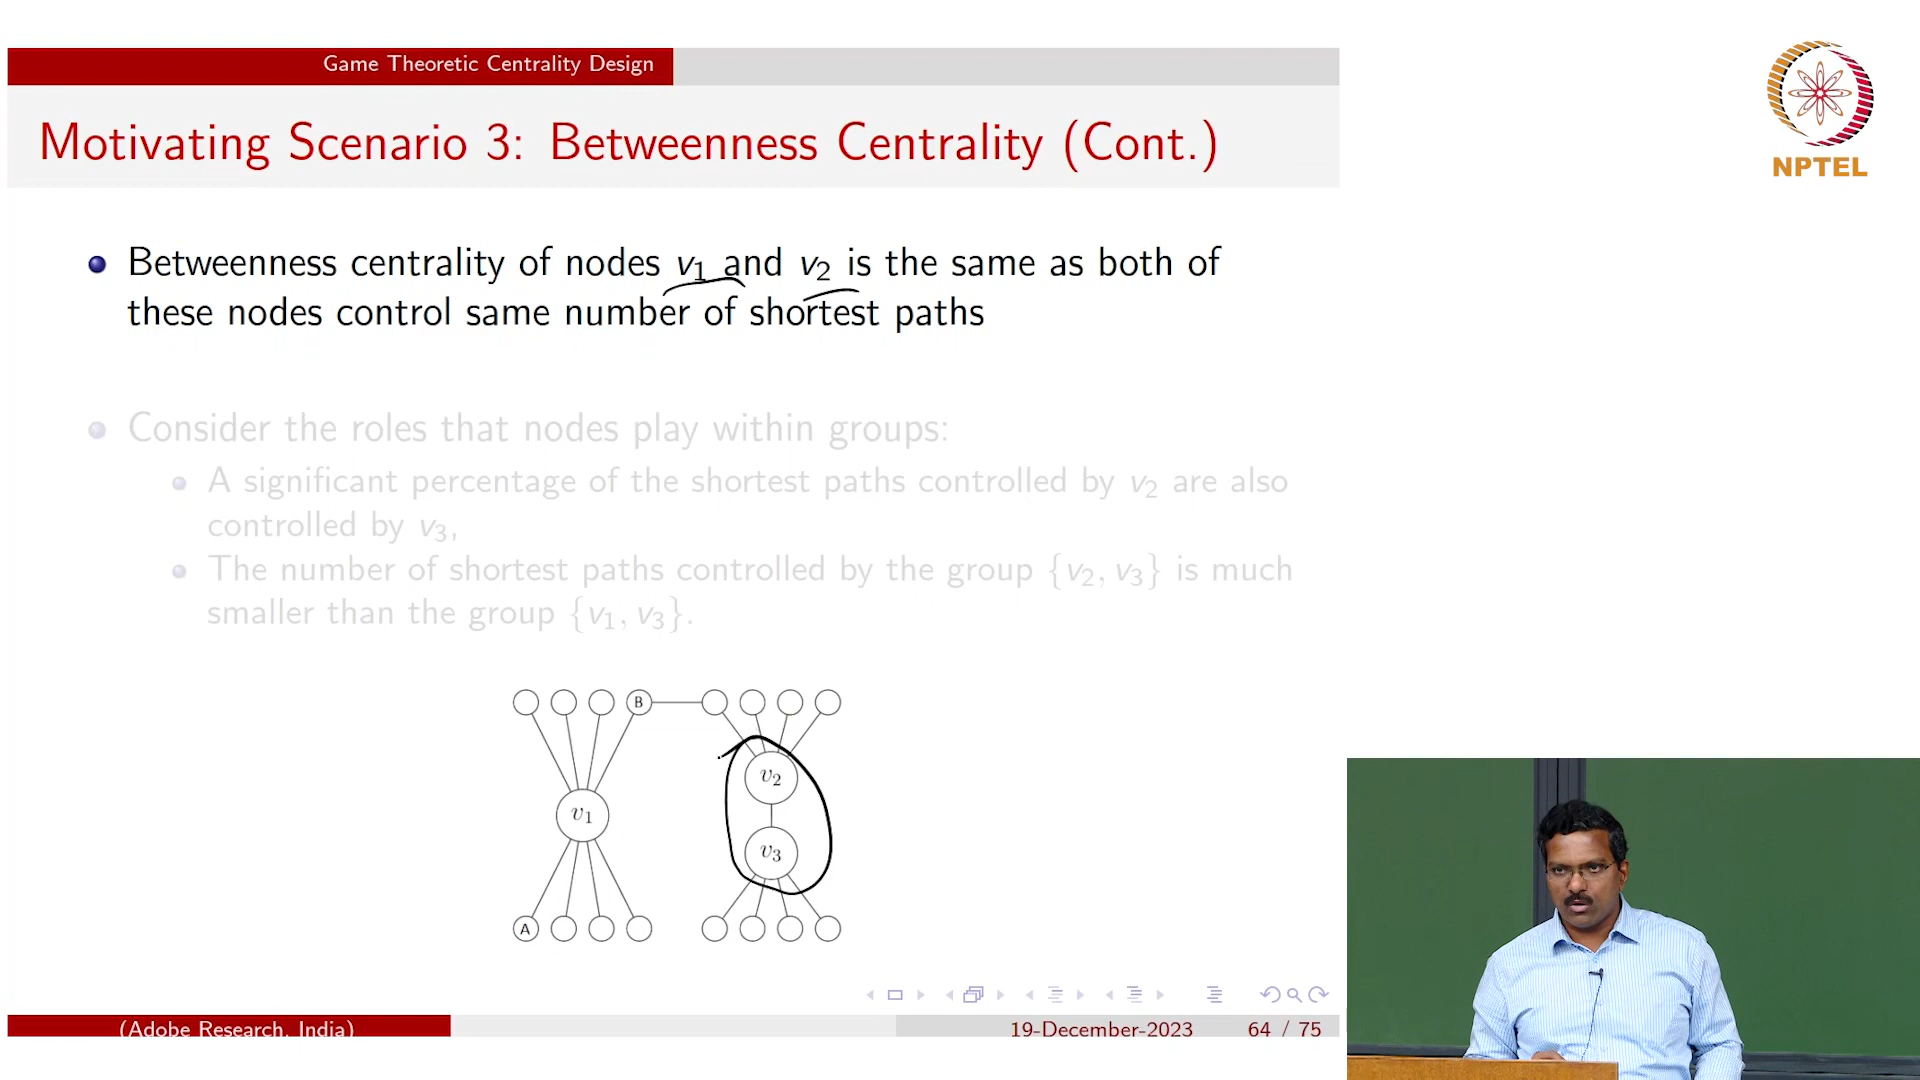 Game Theoretic Centrality Design
NPTEL
Motivating Scenario 3: Betweenness Centrality (Cont.)
Betweenness centrality of nodes v₁ and v₂ is the same as both of
these nodes control same number of shortest paths
Consider the roles that nodes play within groups:
A significant percentage of the shortest paths controlled by v₂ are also
controlled by v₃,
The number of shortest paths controlled by the group {v₂, v₃} is much
smaller than the group {v₁, v₃}.
B
v₂
v₁
v₃
A
(Adobe Research, India)
19-December-2023 64 / 75